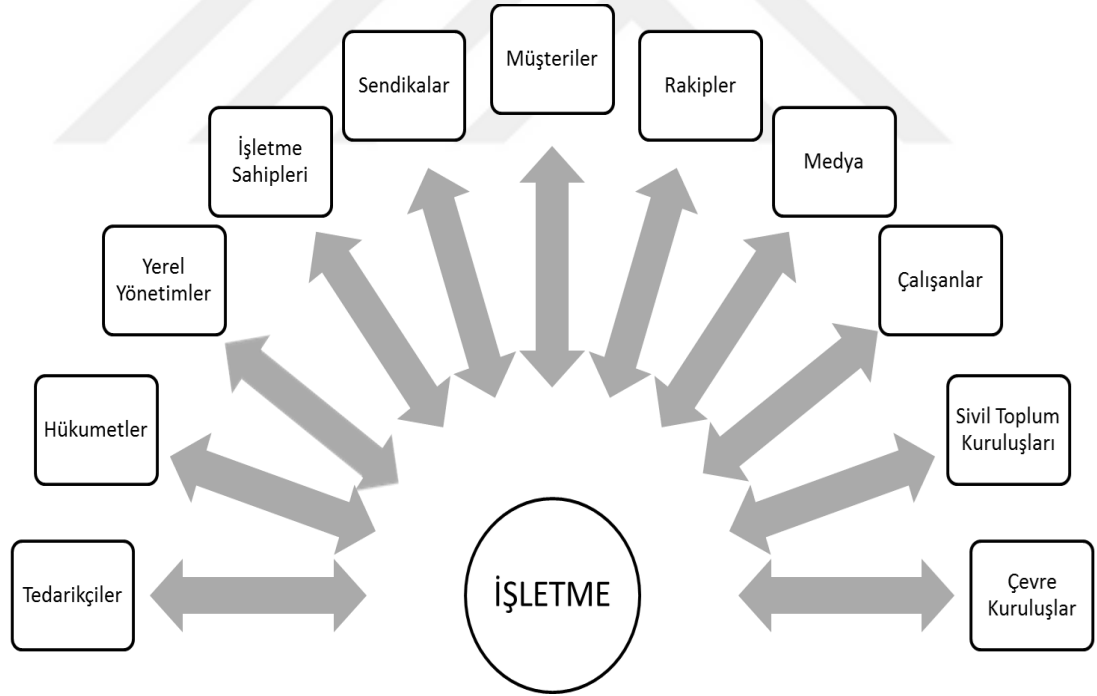 Müşteriler
Sendikalar
Rakipler
İşletme
Sahipleri
Medya
Yerel
Yönetimler
Çalışanlar
Hükumetler
Sivil Toplum
Kuruluşları
Tedarikçiler
İŞLETME
Çevre
Kuruluşlar